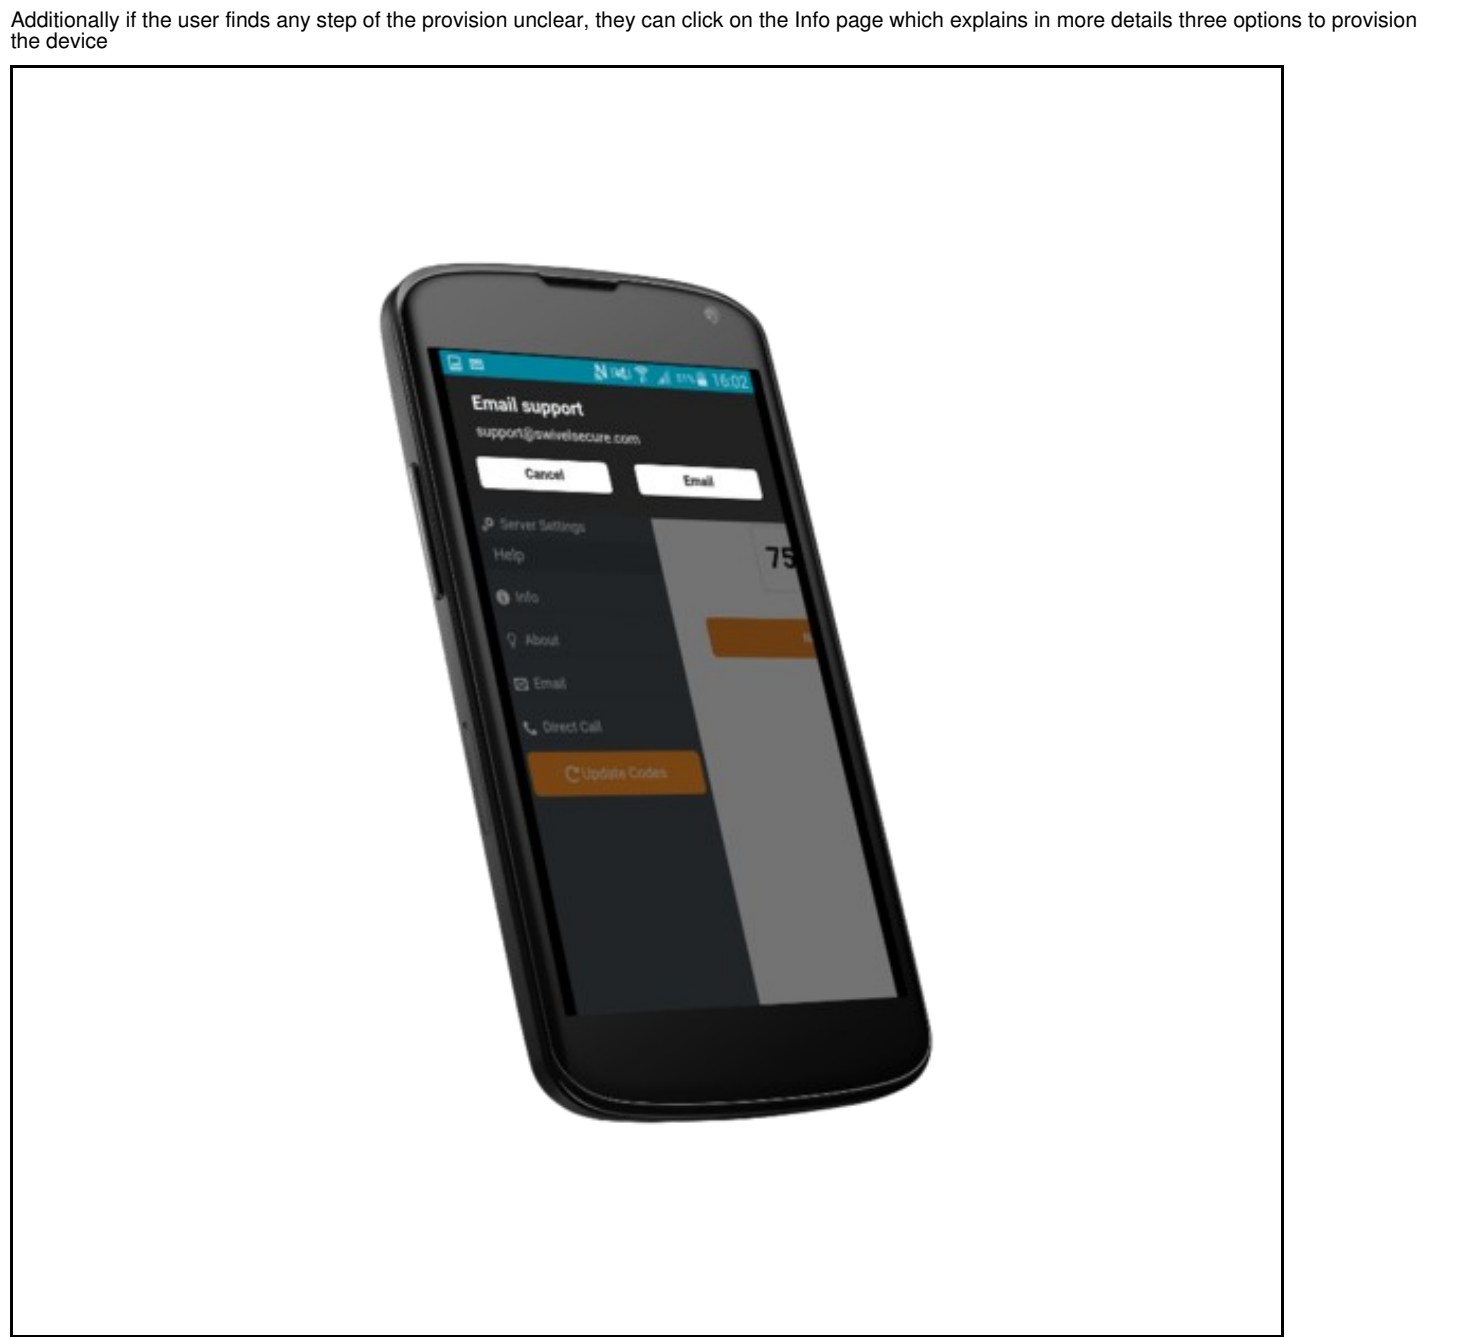 Additionally if the user finds any step of the provision unclear, they can click on the Info page which explains in more details three options to provision
the device
16:02
Email support
support@swivelsecure.com
Cancel
Email
Server Settings
Help
75
Info
About
Email
Direct Call
Update Codes